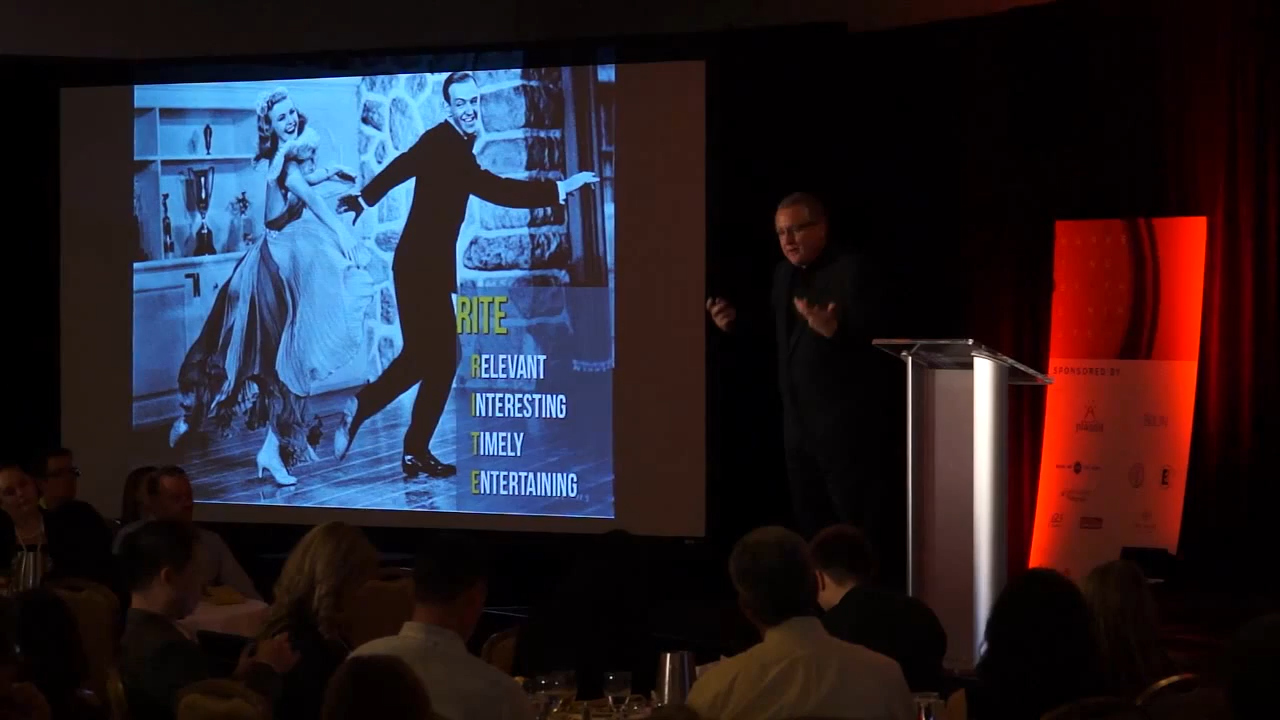 RITE
RELEVANT
INTERESTING
TIMELY
ENTERTAINING
SPONSORED BY